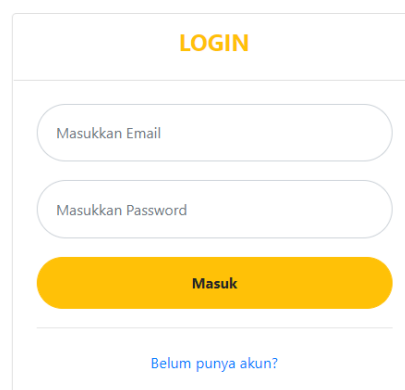 LOGIN
Masukkan Email
Masukkan Password
Masuk
Belum punya akun?